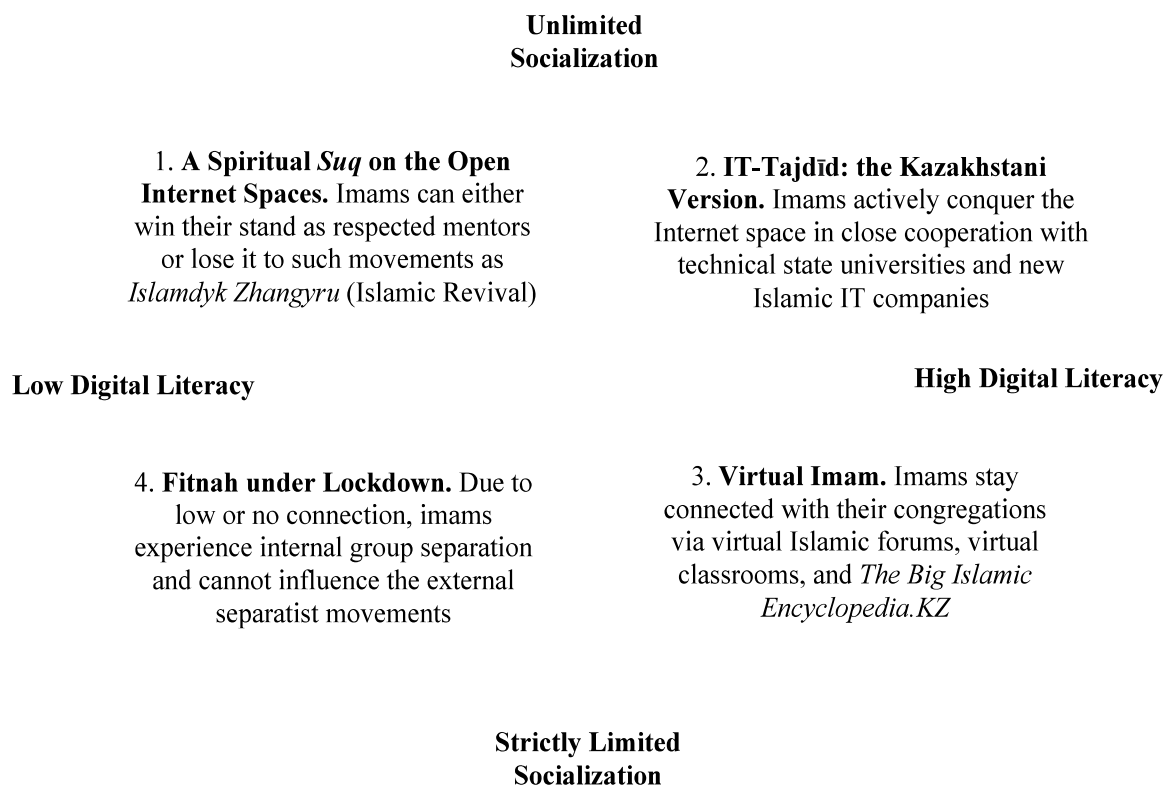 Unlimited
Socialization
1. A Spiritual Suq on the Open
Internet Spaces. Imams can either
win their stand as respected mentors
or lose it to such movements as
Islamdyk Zhangyru (Islamic Revival)
2. IT-Tajdīd: the Kazakhstani
Version. Imams actively conquer the
Internet space in close cooperation with
technical state universities and new
Islamic IT companies
Low Digital Literacy
High Digital Literacy
4. Fitnah under Lockdown. Due to
low or no connection, imams
experience internal group separation
and cannot influence the external
separatist movements
3. Virtual Imam. Imams stay
connected with their congregations
via virtual Islamic forums, virtual
classrooms, and The Big Islamic
Encyclopedia.KZ
Strictly Limited
Socialization